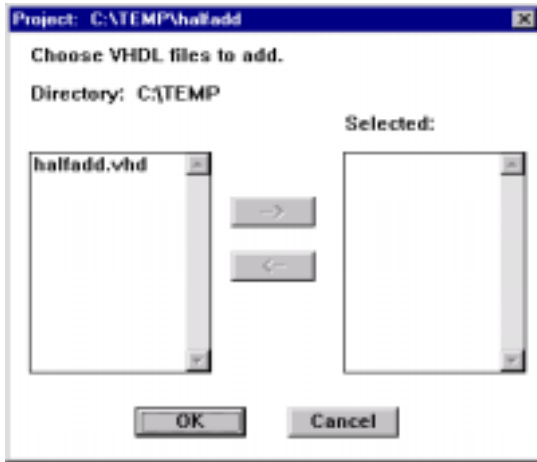 Project: C:\TEMP\halfadd
Choose VHDL files to add.
Directory: C:\TEMP
Selected:
halfadd.vhd
-->
<--
OK
Cancel